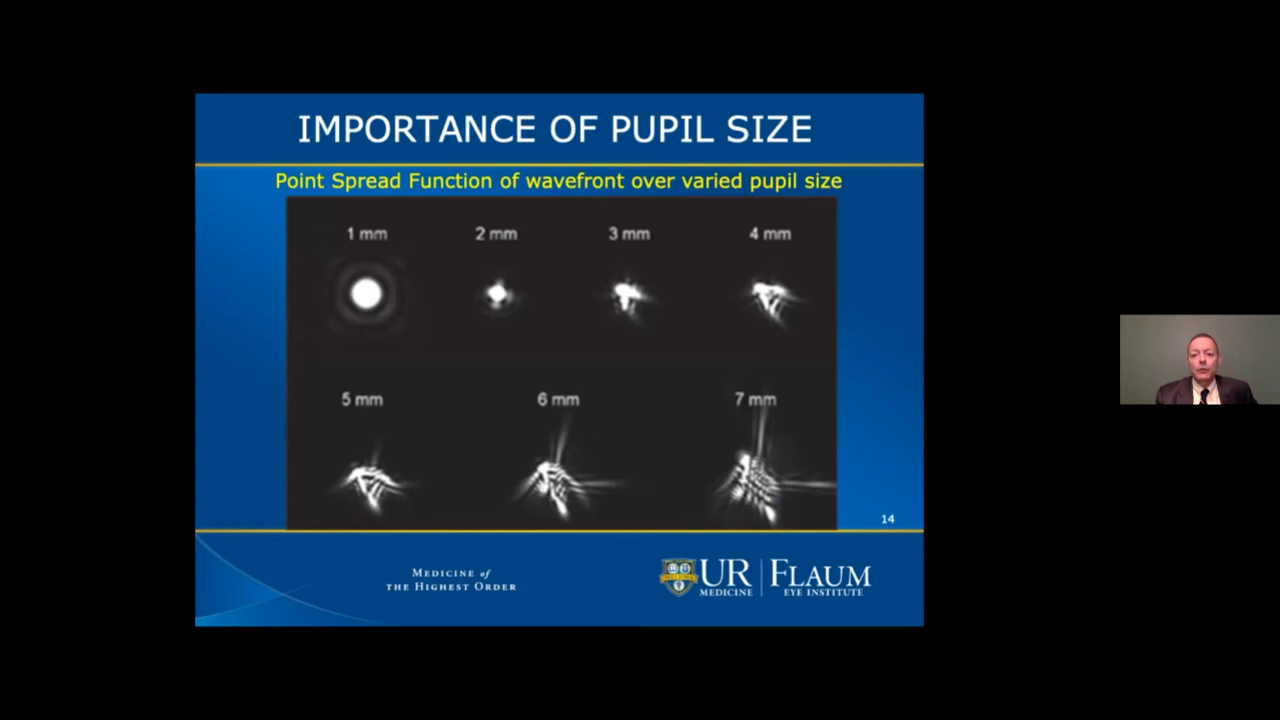 IMPORTANCE OF PUPIL SIZE
Point Spread Function of wavefront over varied pupil size
1 mm 2 mm 3 mm 4 mm
5 mm 6 mm 7 mm
14
MEDICINE of
THE HIGHEST ORDER
UR
MEDICINE
FLAUM
EYE INSTITUTE